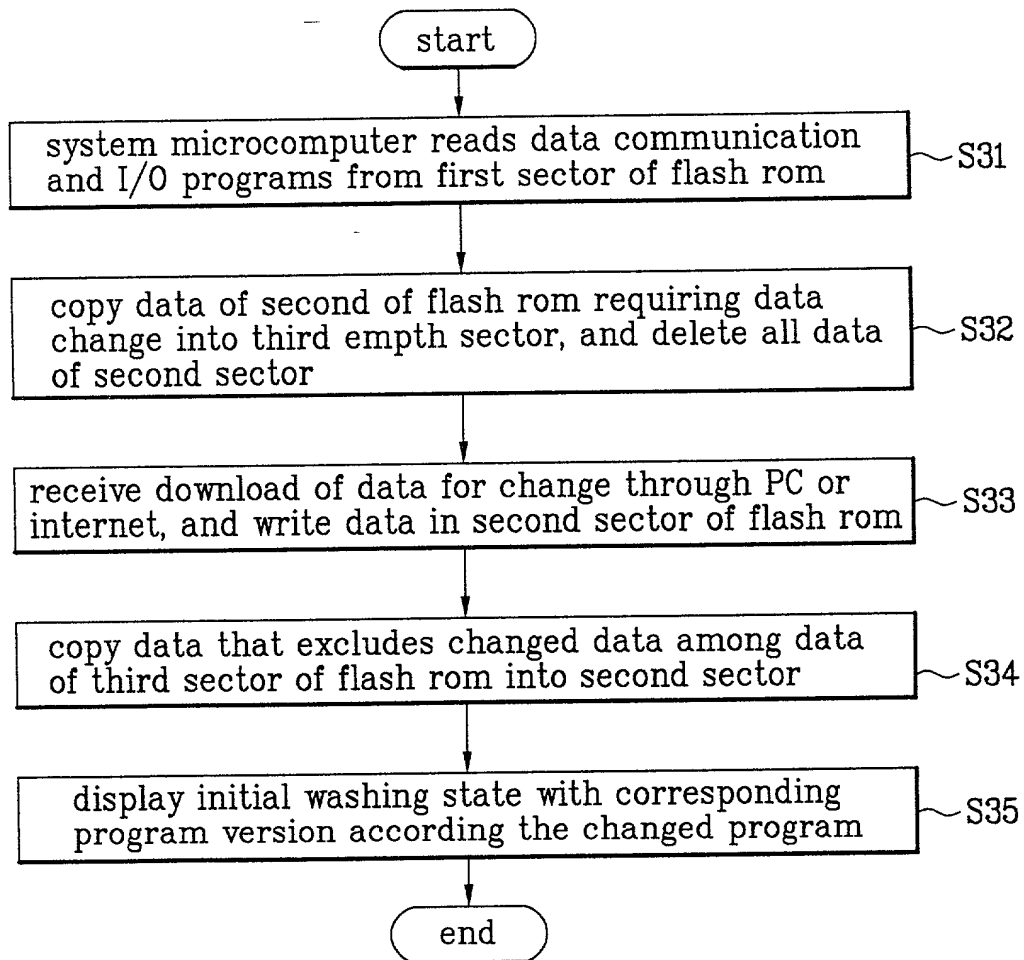 start
system microcomputer reads data communication
and I/O programs from first sector of flash rom
S31
copy data of second of flash rom requiring data
change into third empth sector, and delete all data
of second sector
S32
receive download of data for change through PC or
internet, and write data in second sector of flash rom
S33
copy data that excludes changed data among data
of third sector of flash rom into second sector
S34
display initial washing state with corresponding
program version according the changed program
S35
end